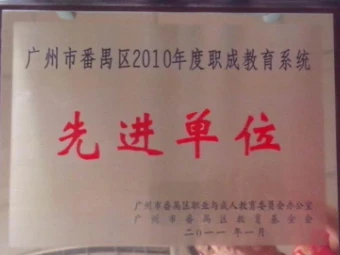 广州市番禺区2010年度职成教育系统
先进单位
广州市番禺区职业与成人教育委员会办公室
广州市番禺区教育基金会
二〇一一年一月